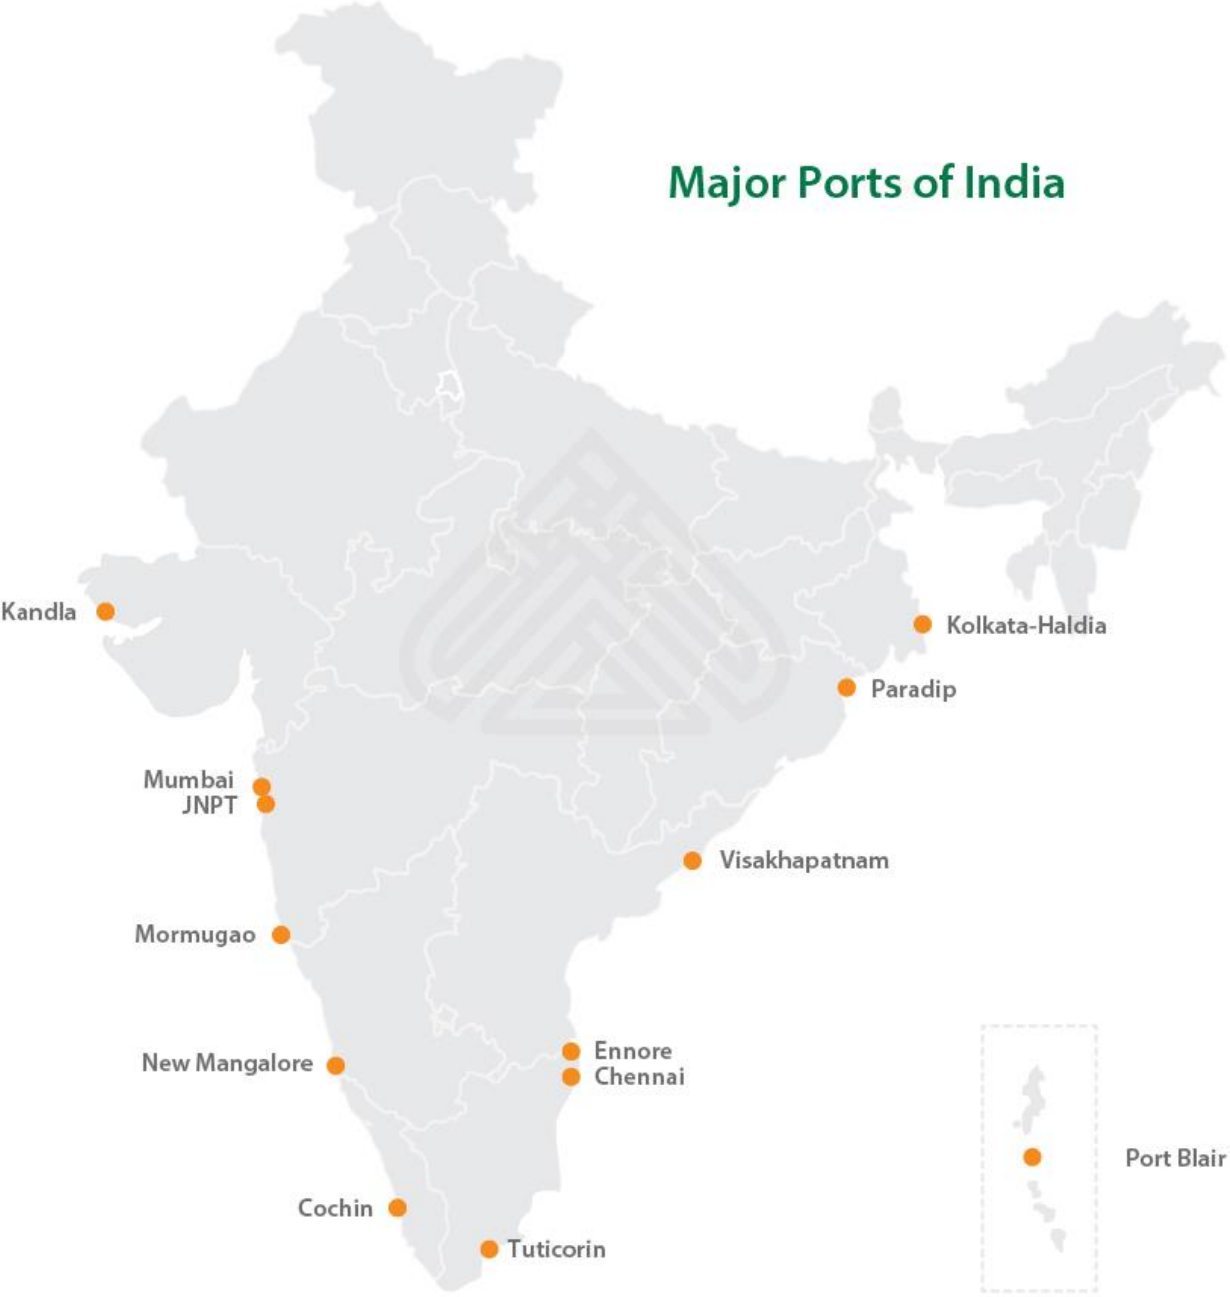 Major Ports of India
Kandla
Kolkata-Haldia
Paradip
Mumbai
JNPT
Visakhapatnam
Mormugao
Ennore
New Mangalore
Chennai
Port Blair
Cochin
Tuticorin